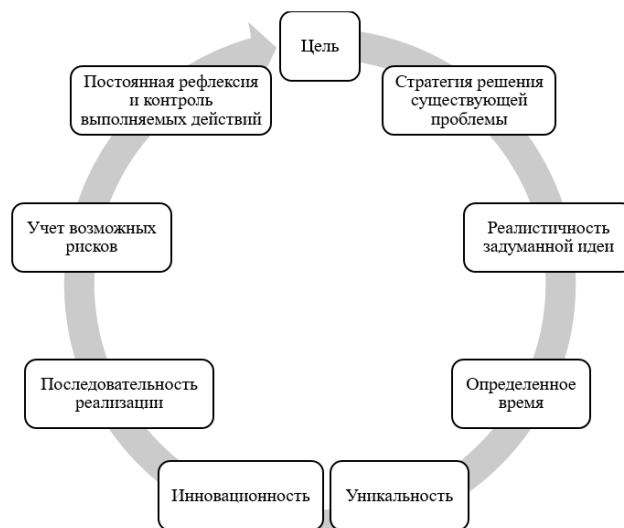 Цель
Стратегия решения
существующей
проблемы
Реалистичность
задуманной идеи
Определенное
время
Уникальность
Инновационность
Последовательность
реализации
Учет возможных
рисков
Постоянная рефлексия
и контроль
выполняемых действий